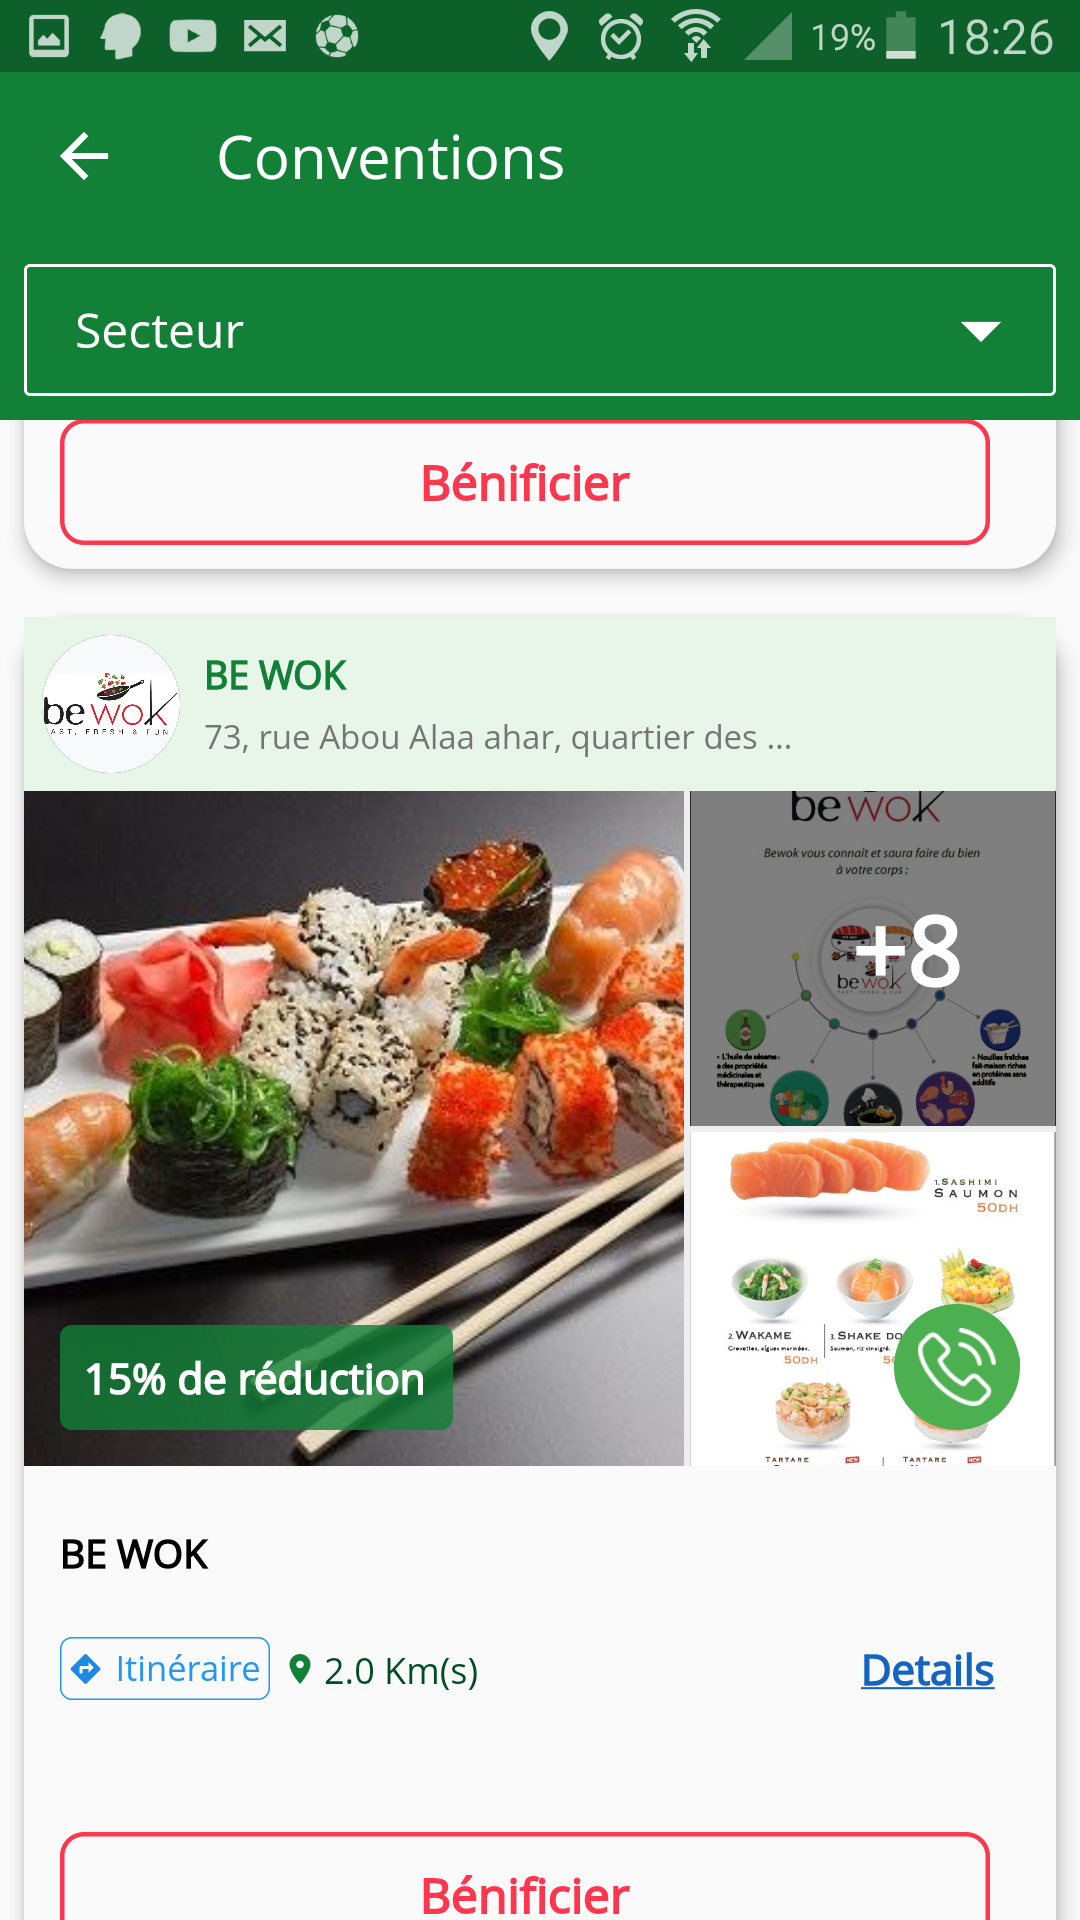 19%
18:26
Conventions
Secteur
Bénificier
be wok
FRESH & FUN
BE WOK
73, rue Abou Alaa ahar, quartier des ...
be wok
Bewok vous connait et saura faire du bien
à votre corps :
+8
be wok
• L'huile de sésame :
a des propriétés
médicinales et
thérapeutiques
• Nouilles fraîches
fait-maison riches
en protéines sans
additifs
1.SASHIMI
SAUMON
50DH
2.WAKAME
Crevettes, algues marinées.
50DH
3.SHAKE DO
Saumon, riz vinaigré.
TARTARE
NEW
TARTARE
NEW
15% de réduction
BE WOK
Itinéraire
2.0 Km(s)
Details
Bénificier